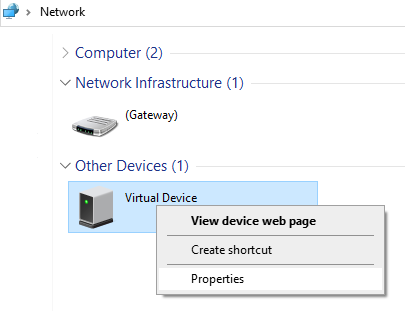 Network
Computer (2)
Network Infrastructure (1)
(Gateway)
Other Devices (1)
Virtual Device
View device web page
Create shortcut
Properties